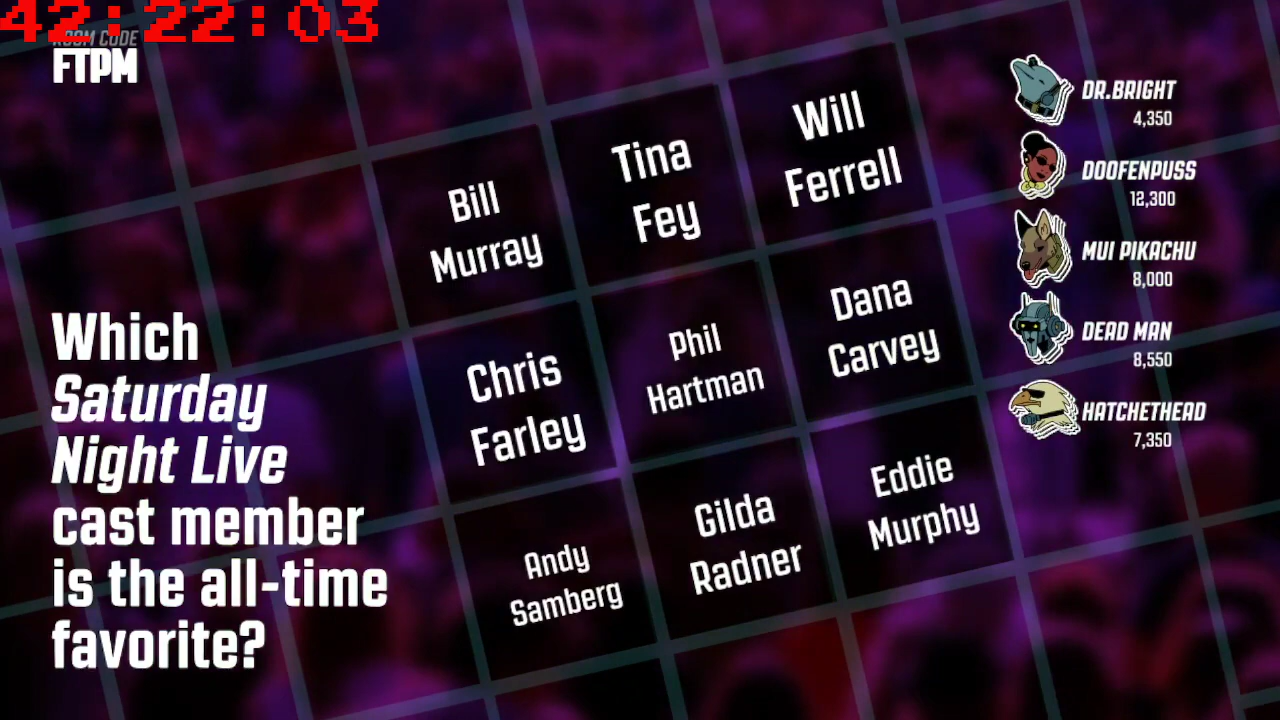 42:22:03
ROOM CODE
FTPM
Which
Saturday
Night Live
cast member
is the all-time
favorite?
Bill
Murray
Tina
Fey
Will
Ferrell
Chris
Farley
Phil
Hartman
Dana
Carvey
Andy
Samberg
Gilda
Radner
Eddie
Murphy
DR.BRIGHT
4,350
DOOFENPUSS
12,300
MUI PIKACHU
8,000
DEAD MAN
8,550
HATCHETHEAD
7,350